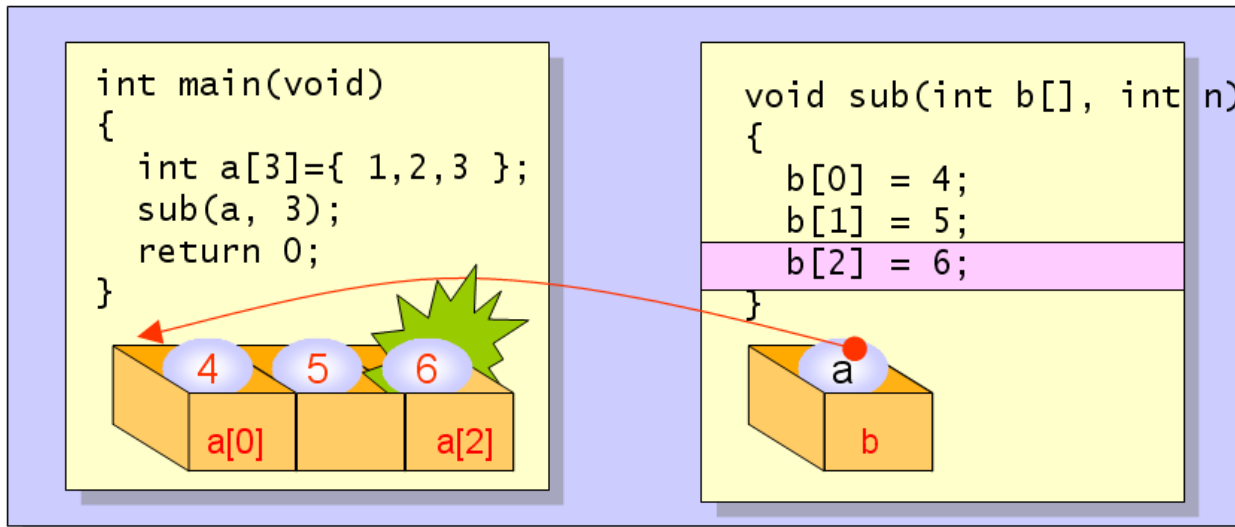 int main(void)
{
int a[3]={ 1,2,3 };
sub(a, 3);
return 0;
}
4 5 6
a[0] a[2]
void sub(int b[], int n)
{
b[0] = 4;
b[1] = 5;
b[2] = 6;
}
a
b